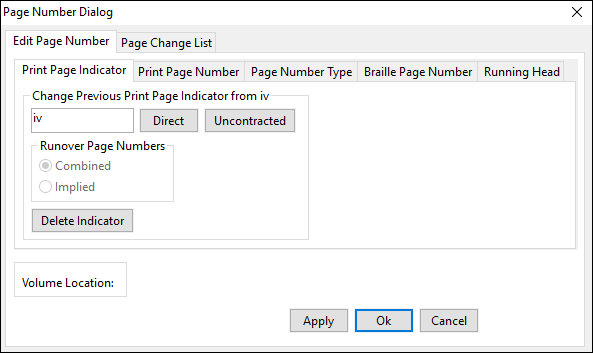 Page Number Dialog
Edit Page Number Page Change List
Print Page Indicator Print Page Number Page Number Type Braille Page Number Running Head
Change Previous Print Page Indicator from iv
iv Direct Uncontracted
Runover Page Numbers
Combined
Implied
Delete Indicator
Volume Location:
Apply Ok Cancel